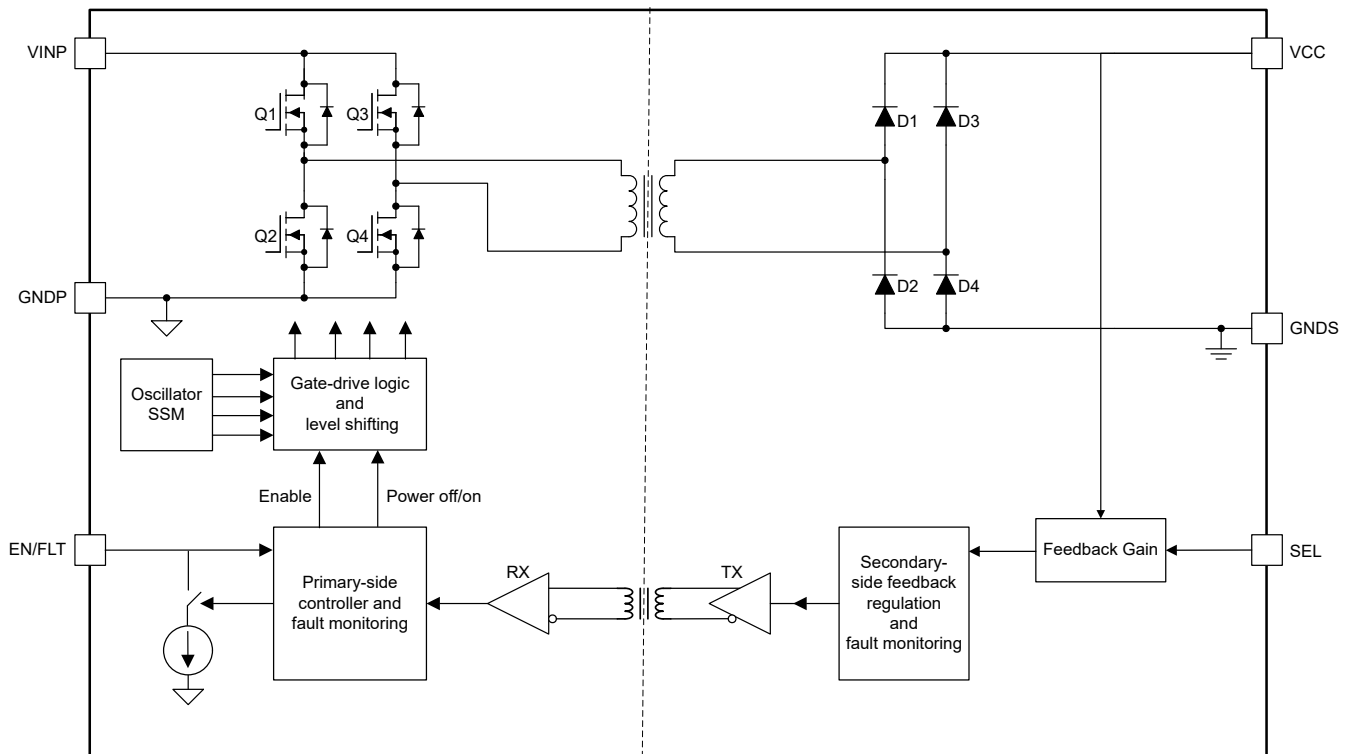 VINP
VCC
Q1
Q3
D1
D3
Q2
Q4
D2
D4
GNDP
GNDS
Oscillator
SSM
Gate-drive logic
and
level shifting
Enable
Power off/on
EN/FLT
Primary-side
controller and
fault monitoring
RX
TX
Secondary-
side feedback
regulation
and
fault monitoring
Feedback Gain
SEL